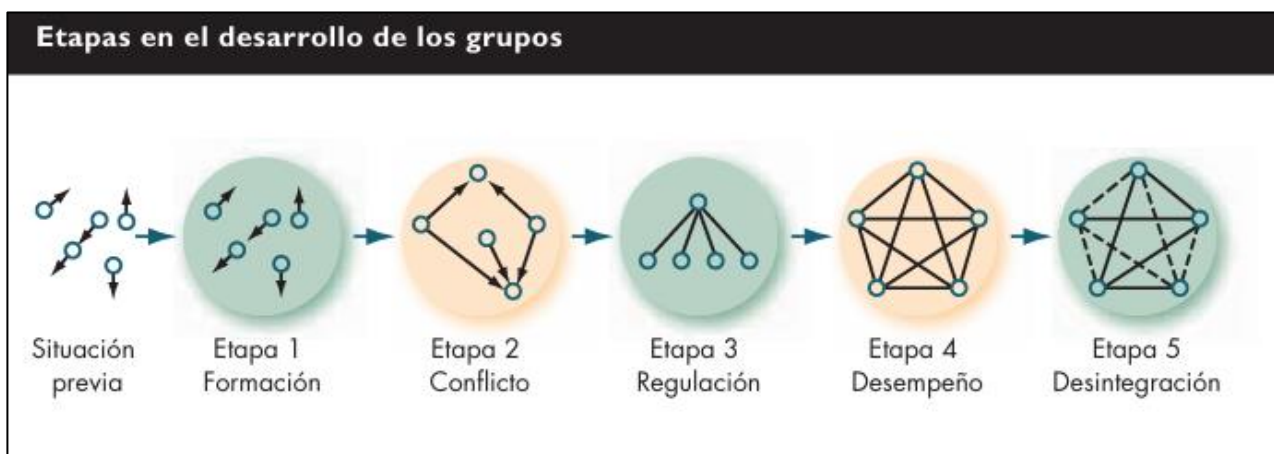 Etapas en el desarrollo de los grupos
Situación
previa
Etapa 1
Formación
Etapa 2
Conflicto
Etapa 3
Regulación
Etapa 4
Desempeño
Etapa 5
Desintegración